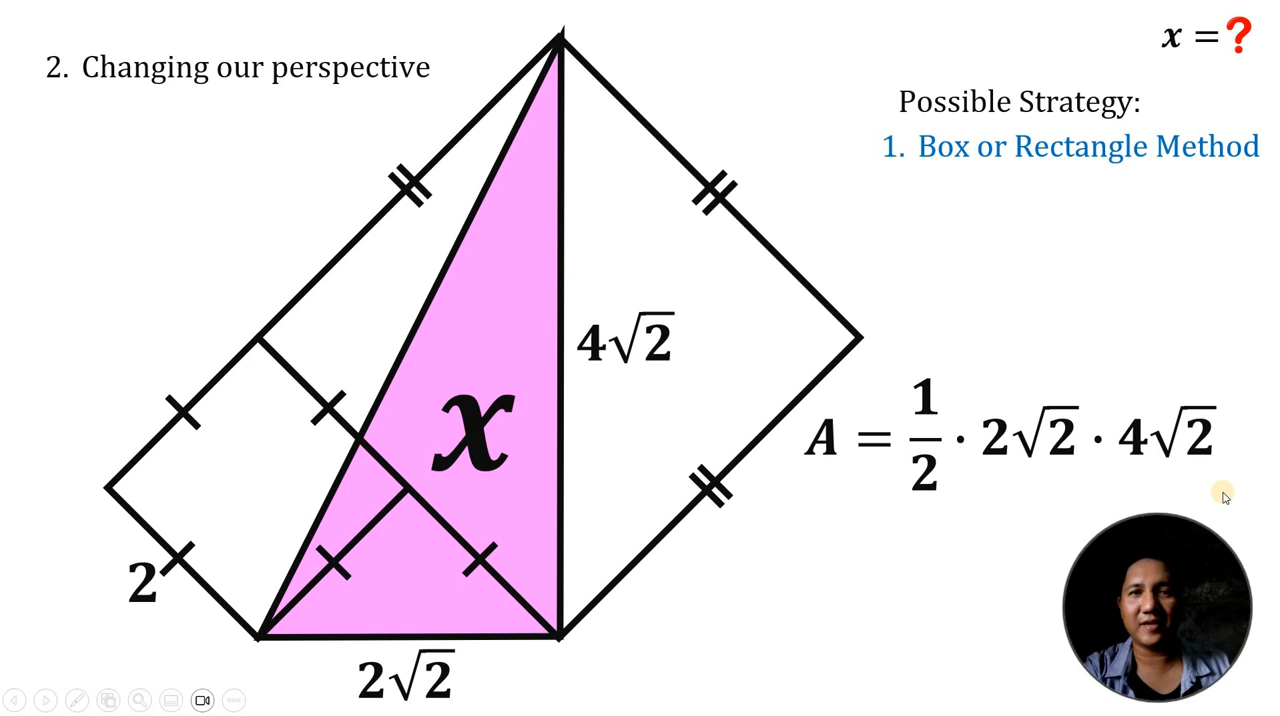 x = ?
2. Changing our perspective
Possible Strategy:
1. Box or Rectangle Method
4√2
x
A = 1/2 · 2√2 · 4√2
2
2√2